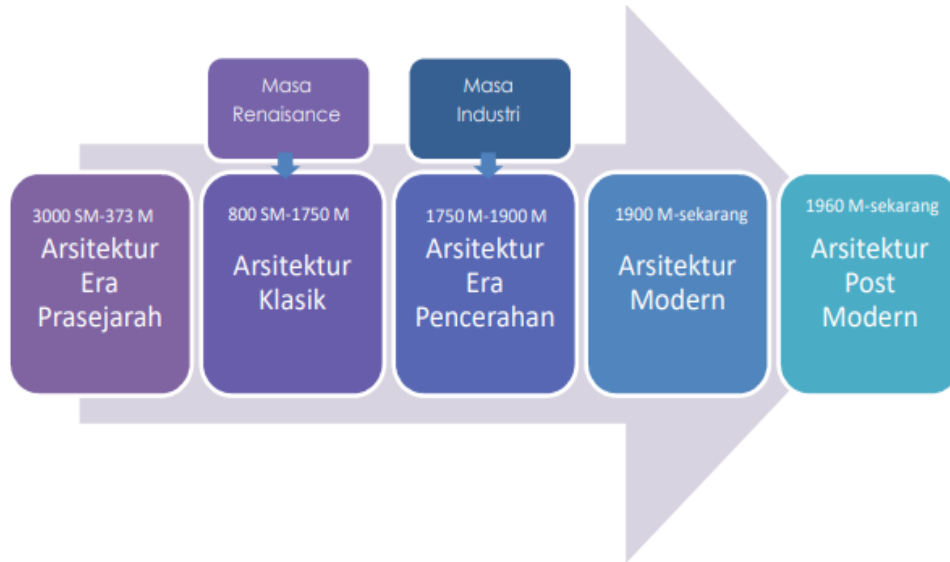 Masa
Renaisance
Masa
Industri
3000 SM-373 M
Arsitektur
Era
Prasejarah
800 SM-1750 M
Arsitektur
Klasik
1750 M-1900 M
Arsitektur
Era
Pencerahan
1900 M-sekarang
Arsitektur
Modern
1960 M-sekarang
Arsitektur
Post
Modern